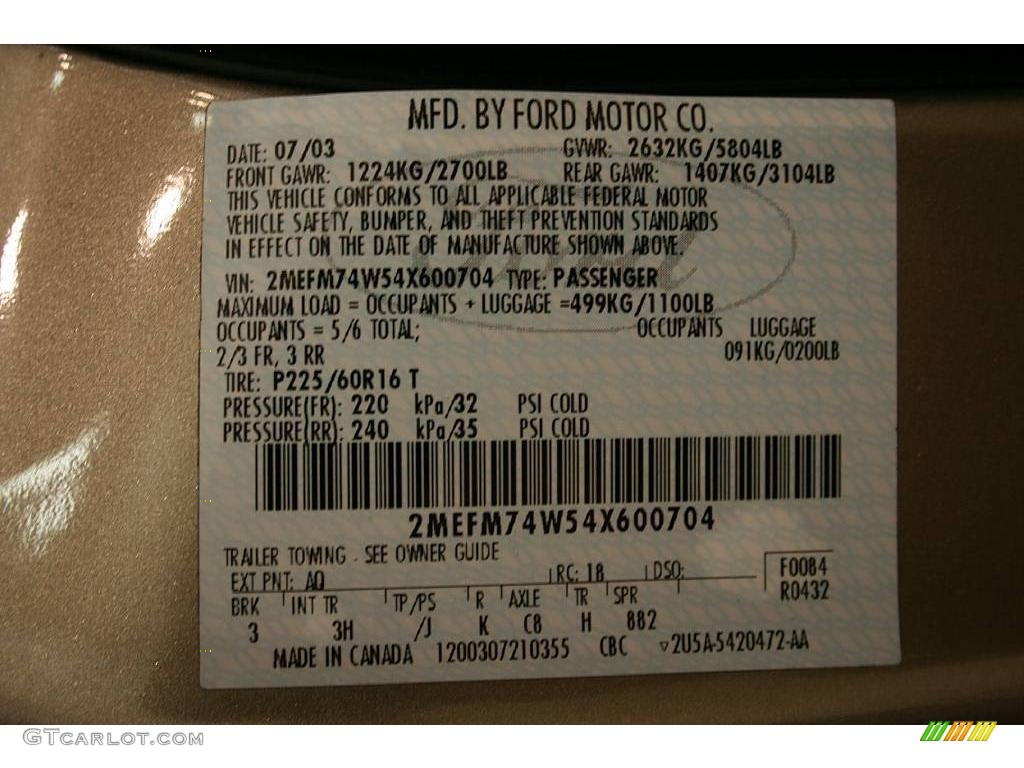 MFD. BY FORD MOTOR CO.
DATE: 07/03 GVWR: 2632KG/5804LB
FRONT GAWR: 1224KG/2700LB REAR GAWR: 1407KG/3104LB
THIS VEHICLE CONFORMS TO ALL APPLICABLE FEDERAL MOTOR
VEHICLE SAFETY, BUMPER, AND THEFT PREVENTION STANDARDS
IN EFFECT ON THE DATE OF MANUFACTURE SHOWN ABOVE.
VIN: 2MEFM74W54X600704 TYPE: PASSENGER
MAXIMUM LOAD = OCCUPANTS + LUGGAGE =499KG/1100LB
OCCUPANTS = 5/6 TOTAL; OCCUPANTS LUGGAGE
2/3 FR, 3 RR 091KG/0200LB
TIRE: P225/60R16 T
PRESSURE(FR): 220 kPa/32 PSI COLD
PRESSURE(RR): 240 kPa/35 PSI COLD
2MEFM74W54X600704
TRAILER TOWING - SEE OWNER GUIDE
EXT PNT: AQ RC: 18 DSO: F0084
R0432
BRK INT TR TP/PS R AXLE TR SPR
3 3H /J K C8 H 882
MADE IN CANADA 1200307210355 CBC ▿2U5A-5420472-AA
GTCARLOT.COM